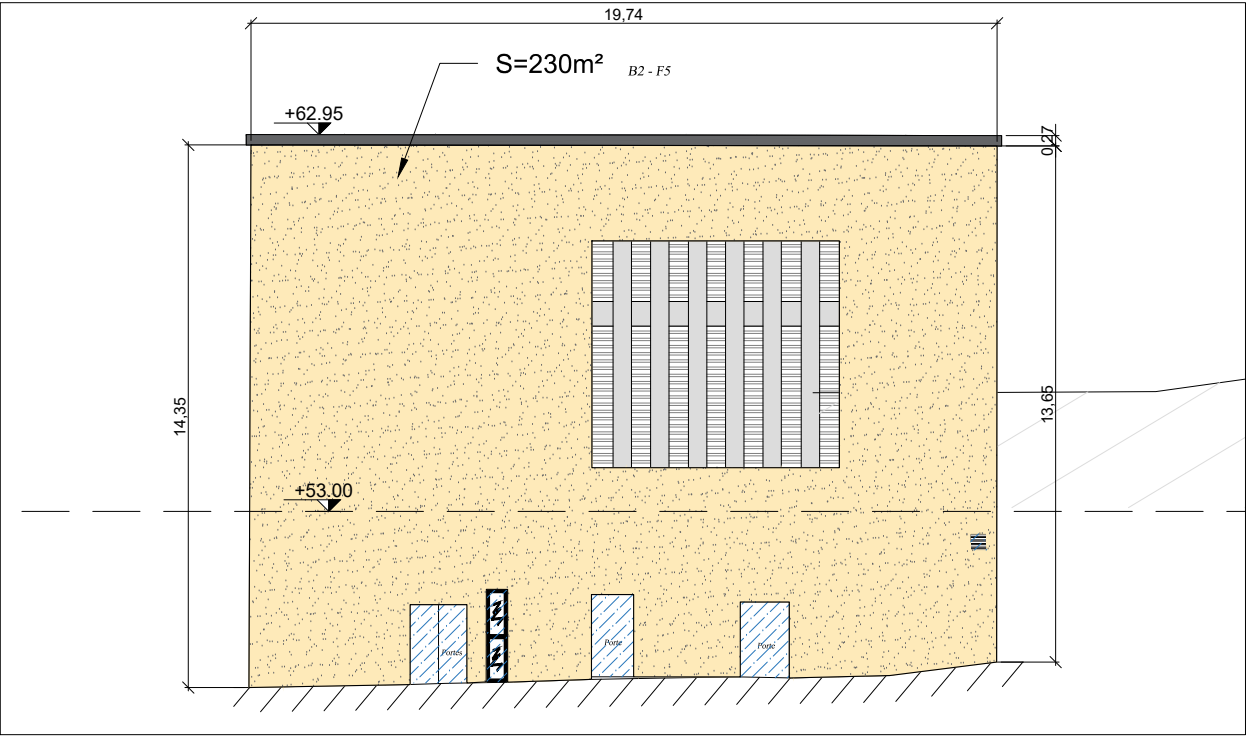 19,74
S=230m² B2 - F5
+62.95
0,27
14,35
13,65
+53.00
Portes
Porte
Porte